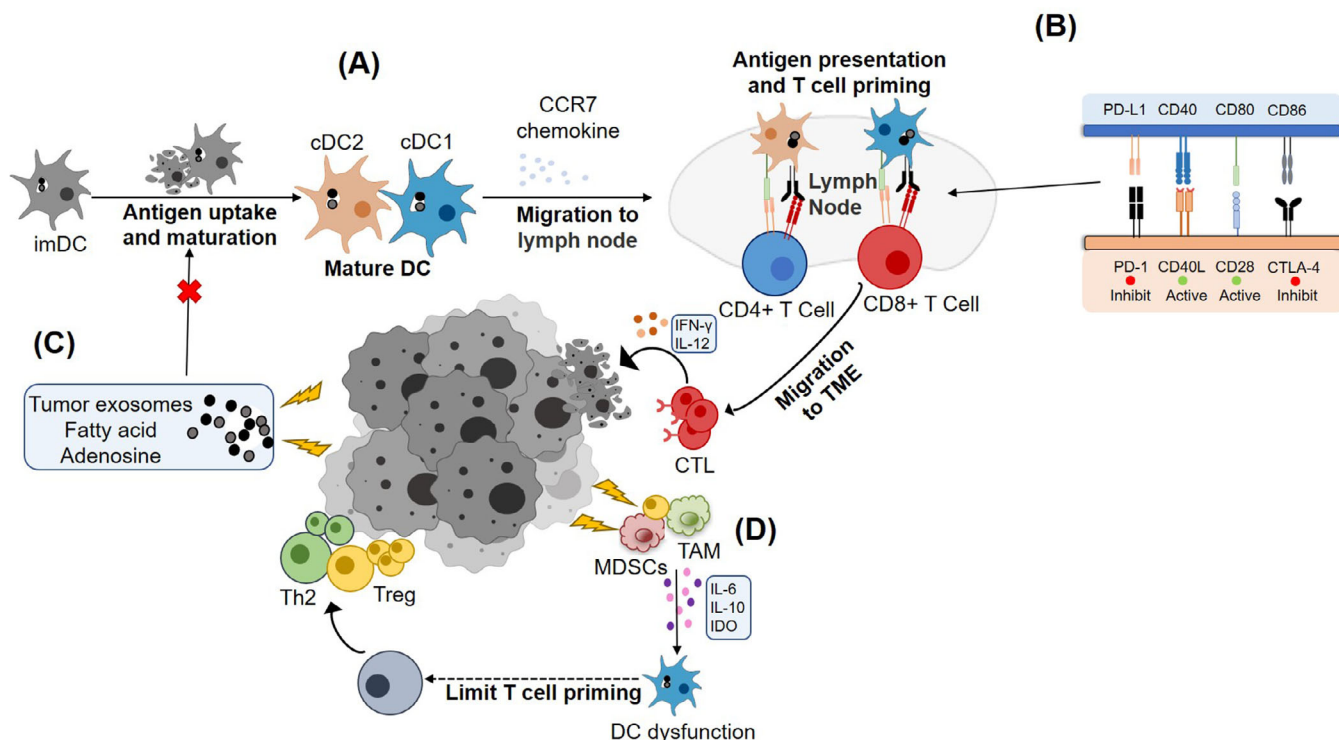 (A)
imDC
Antigen uptake
and maturation
cDC2
cDC1
Mature DC
CCR7
chemokine
Migration to
lymph node
Antigen presentation
and T cell priming
Lymph
Node
CD4+ T Cell
CD8+ T Cell
(B)
PD-L1 CD40 CD80 CD86
PD-1 CD40L CD28 CTLA-4
Inhibit Active Active Inhibit
(C)
Tumor exosomes
Fatty acid
Adenosine
IFN-γ
IL-12
Migration
to TME
CTL
(D)
MDSCs
TAM
IL-6
IL-10
IDO
Th2
Treg
Limit T cell priming
DC dysfunction